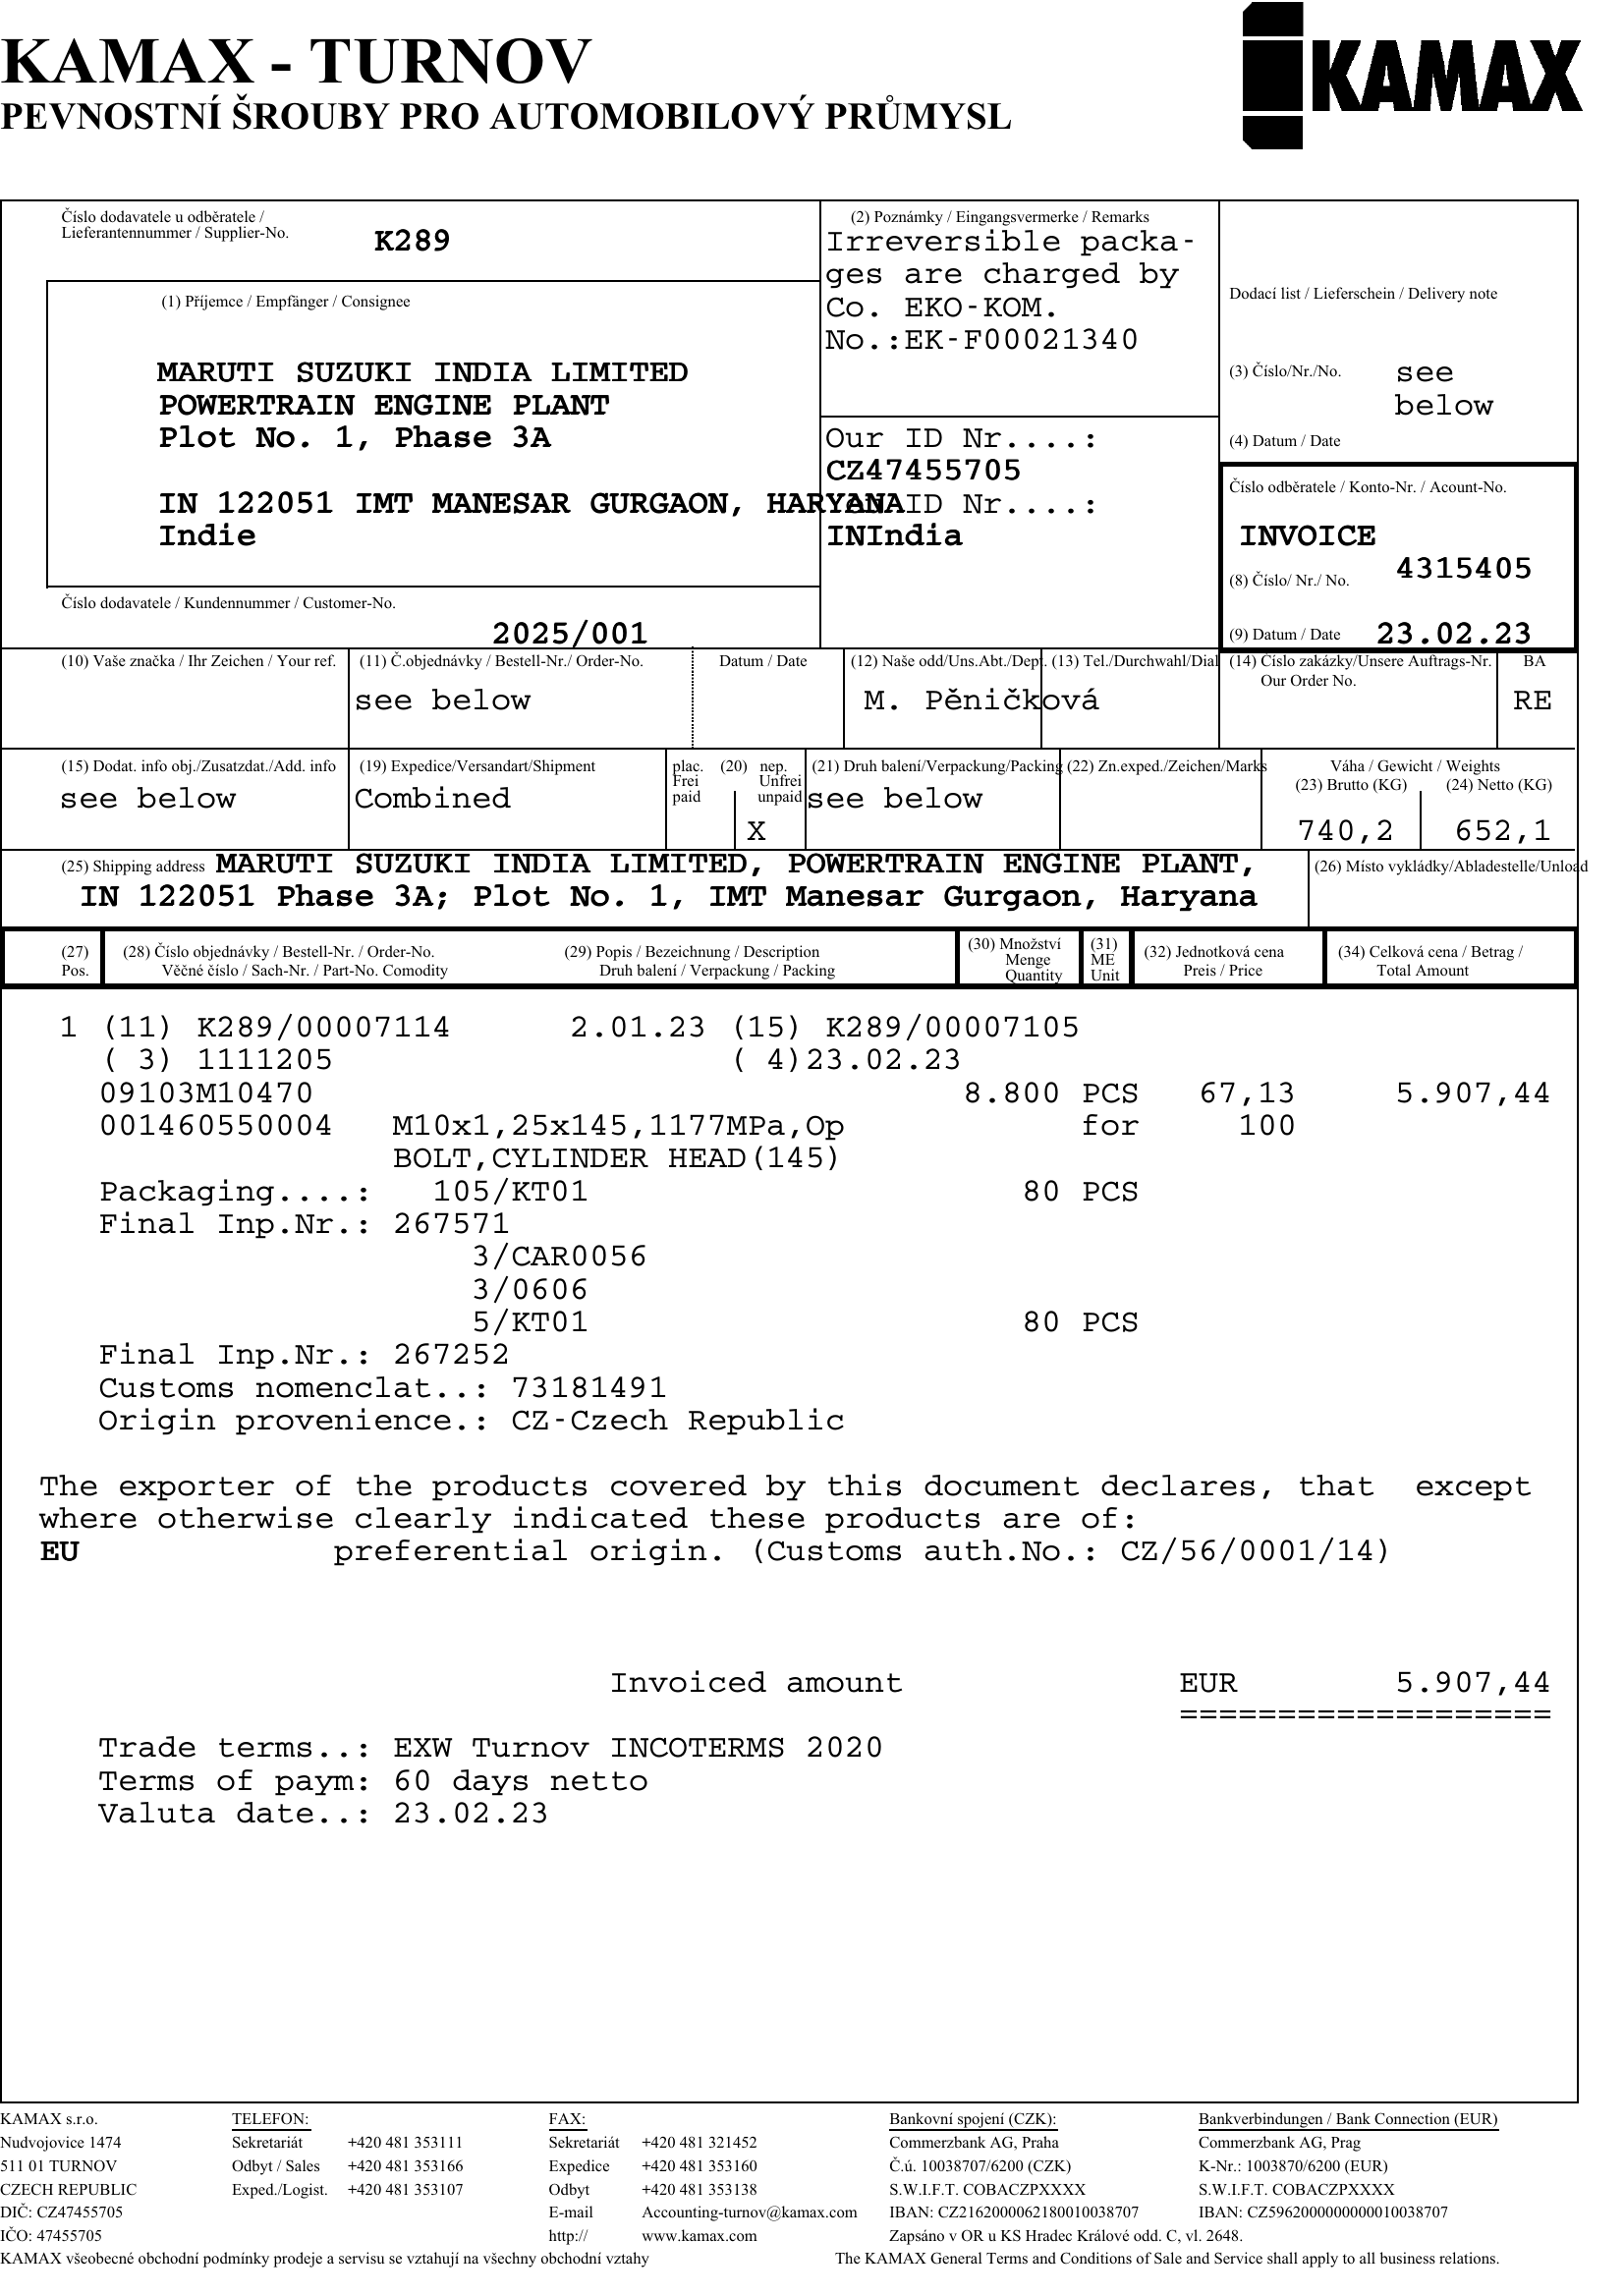 KAMAX - TURNOV
PEVNOSTNÍ ŠROUBY PRO AUTOMOBILOVÝ PRŮMYSL
KAMAX
Číslo dodavatele u odběratele /
Lieferantennummer / Supplier-No.
K289
(1) Příjemce / Empfänger / Consignee
MARUTI SUZUKI INDIA LIMITED
POWERTRAIN ENGINE PLANT
Plot No. 1, Phase 3A
IN 122051 IMT MANESAR GURGAON, HARYANA
Indie
Číslo dodavatele / Kundennummer / Customer-No.
2025/001
(2) Poznámky / Eingangsvermerke / Remarks
Irreversible packa-
ges are charged by
Co. EKO-KOM.
No.:EK-F00021340
Our ID Nr....:
CZ47455705
ID Nr....:
INIndia
Dodací list / Lieferschein / Delivery note
(3) Číslo/Nr./No. see
below
(4) Datum / Date
Číslo odběratele / Konto-Nr. / Acount-No.
INVOICE
(8) Číslo/ Nr./ No. 4315405
(9) Datum / Date 23.02.23
(10) Vaše značka / Ihr Zeichen / Your ref.
(11) Č.objednávky / Bestell-Nr./ Order-No.
see below
Datum / Date
(12) Naše odd/Uns.Abt./Dept. (13) Tel./Durchwahl/Dial
M. Pěničková
(14) Číslo zakázky/Unsere Auftrags-Nr.
Our Order No.
BA
RE
(15) Dodat. info obj./Zusatzdat./Add. info
see below
(19) Expedice/Versandart/Shipment
Combined
plac. (20) nep.
Frei Unfrei
paid unpaid
X
(21) Druh balení/Verpackung/Packing
see below
(22) Zn.exped./Zeichen/Marks
Váha / Gewicht / Weights
(23) Brutto (KG) (24) Netto (KG)
740,2 652,1
(25) Shipping address MARUTI SUZUKI INDIA LIMITED, POWERTRAIN ENGINE PLANT,
IN 122051 Phase 3A; Plot No. 1, IMT Manesar Gurgaon, Haryana
(26) Místo vykládky/Abladestelle/Unload
(27)
Pos.
(28) Číslo objednávky / Bestell-Nr. / Order-No.
Věčné číslo / Sach-Nr. / Part-No. Comodity
(29) Popis / Bezeichnung / Description
Druh balení / Verpackung / Packing
(30) Množství
Menge
Quantity
(31)
ME
Unit
(32) Jednotková cena
Preis / Price
(34) Celková cena / Betrag /
Total Amount
1 (11) K289/00007114 2.01.23 (15) K289/00007105
( 3) 1111205 ( 4)23.02.23
09103M10470 8.800 PCS 67,13 5.907,44
001460550004 M10x1,25x145,1177MPa,Op for 100
BOLT,CYLINDER HEAD(145)
Packaging....: 105/KT01 80 PCS
Final Inp.Nr.: 267571
3/CAR0056
3/0606
5/KT01 80 PCS
Final Inp.Nr.: 267252
Customs nomenclat..: 73181491
Origin provenience.: CZ-Czech Republic
The exporter of the products covered by this document declares, that except
where otherwise clearly indicated these products are of:
EU preferential origin. (Customs auth.No.: CZ/56/0001/14)
Invoiced amount EUR 5.907,44
===================
Trade terms..: EXW Turnov INCOTERMS 2020
Terms of paym: 60 days netto
Valuta date..: 23.02.23
KAMAX s.r.o. TELEFON: FAX: Bankovní spojení (CZK): Bankverbindungen / Bank Connection (EUR)
Nudvojovice 1474 Sekretariát +420 481 353111 Sekretariát +420 481 321452 Commerzbank AG, Praha Commerzbank AG, Prag
511 01 TURNOV Odbyt / Sales +420 481 353166 Expedice +420 481 353160 Č.ú. 10038707/6200 (CZK) K-Nr.: 1003870/6200 (EUR)
CZECH REPUBLIC Exped./Logist. +420 481 353107 Odbyt +420 481 353138 S.W.I.F.T. COBACZPXXXX S.W.I.F.T. COBACZPXXXX
DIČ: CZ47455705 E-mail Accounting-turnov@kamax.com IBAN: CZ2162000062180010038707 IBAN: CZ5962000000000010038707
IČO: 47455705 http:// www.kamax.com Zapsáno v OR u KS Hradec Králové odd. C, vl. 2648.
KAMAX všeobecné obchodní podmínky prodeje a servisu se vztahují na všechny obchodní vztahy The KAMAX General Terms and Conditions of Sale and Service shall apply to all business relations.